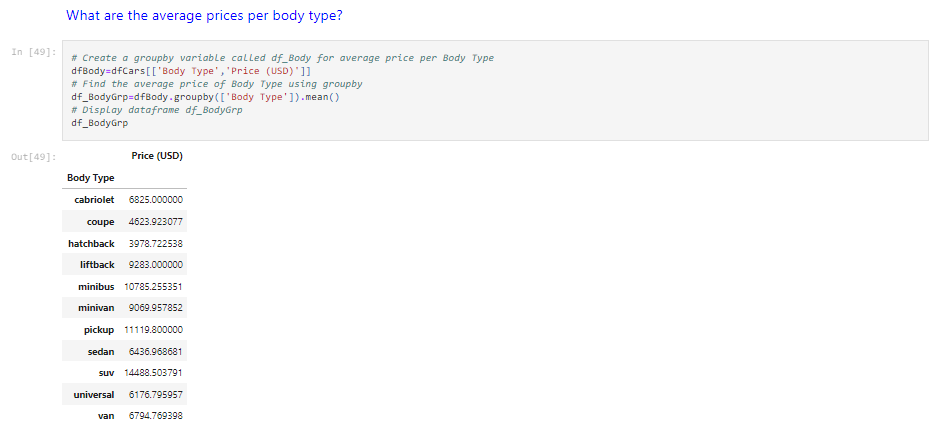 What are the average prices per body type?
In [49]:
# Create a groupby variable called df_Body for average price per Body Type
dfBody=dfCars[['Body Type','Price (USD)']]
# Find the average price of Body Type using groupby
df_BodyGrp=dfBody.groupby(['Body Type']).mean()
# Display dataframe df_BodyGrp
df_BodyGrp
Out[49]:
Price (USD)
Body Type
cabriolet 6825.000000
coupe 4623.923077
hatchback 3978.722538
liftback 9283.000000
minibus 10785.255351
minivan 9069.957852
pickup 11119.800000
sedan 6436.968681
suv 14488.503791
universal 6176.795957
van 6794.769398